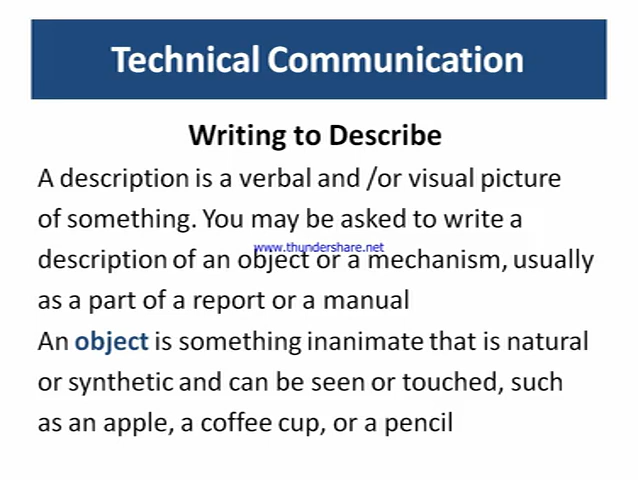 Technical Communication
Writing to Describe
A description is a verbal and /or visual picture
of something. You may be asked to write a
www.thundershare.net
description of an object or a mechanism, usually
as a part of a report or a manual
An object is something inanimate that is natural
or synthetic and can be seen or touched, such
as an apple, a coffee cup, or a pencil